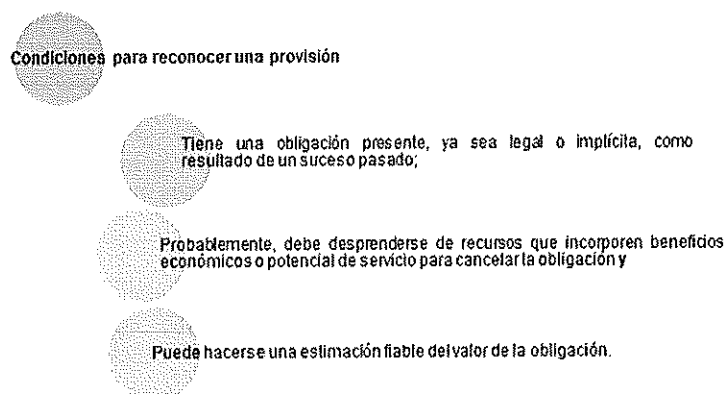 Condiciones para reconocer una provisión
Tiene una obligación presente, ya sea legal o implícita, como
resultado de un suceso pasado;
Probablemente, debe desprenderse de recursos que incorporen beneficios
económicos o potencial de servicio para cancelar la obligación y
Puede hacerse una estimación fiable del valor de la obligación.